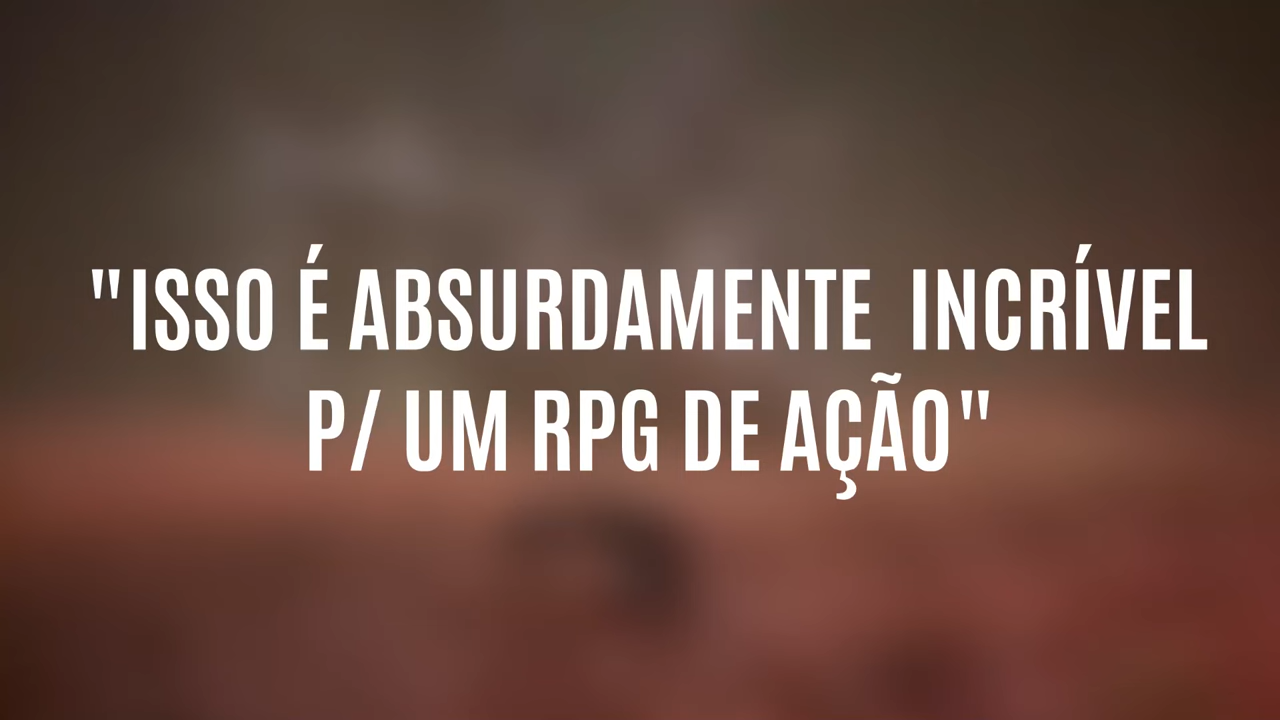 "ISSO É ABSURDAMENTE  INCRÍVEL
P/ UM RPG DE AÇÃO"